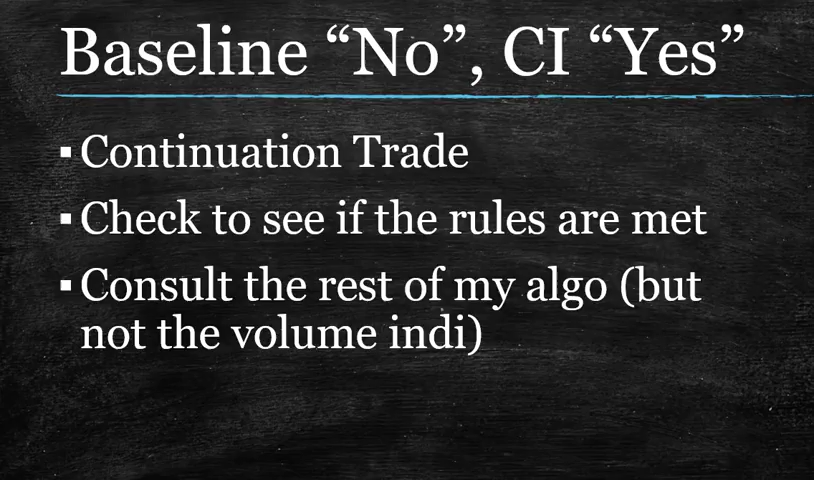 Baseline “No”, CI “Yes”
▪ Continuation Trade
▪ Check to see if the rules are met
▪ Consult the rest of my algo (but
not the volume indi)